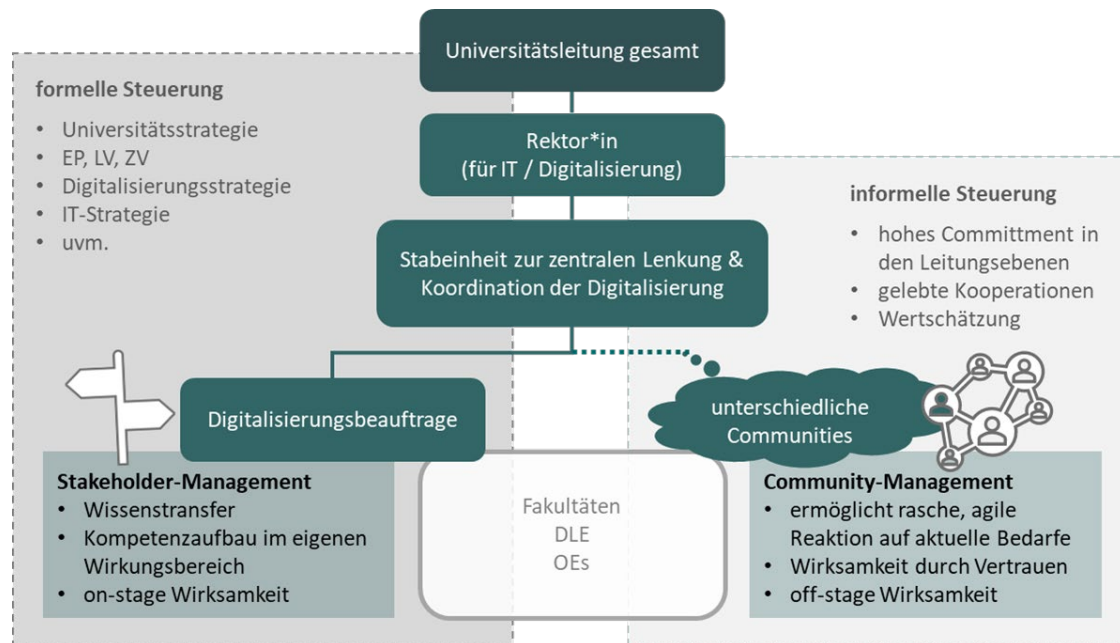 Universitätsleitung gesamt
formelle Steuerung
• Universitätsstrategie
• EP, LV, ZV
• Digitalisierungsstrategie
• IT-Strategie
• uvm.
Rektor*in
(für IT / Digitalisierung)
informelle Steuerung
• hohes Committment in
den Leitungsebenen
• gelebte Kooperationen
• Wertschätzung
Stabeinheit zur zentralen Lenkung &
Koordination der Digitalisierung
Digitalisierungsbeauftrage
unterschiedliche
Communities
Stakeholder-Management
• Wissenstransfer
• Kompetenzaufbau im eigenen
Wirkungsbereich
• on-stage Wirksamkeit
Fakultäten
DLE
OEs
Community-Management
• ermöglicht rasche, agile
Reaktion auf aktuelle Bedarfe
• Wirksamkeit durch Vertrauen
• off-stage Wirksamkeit